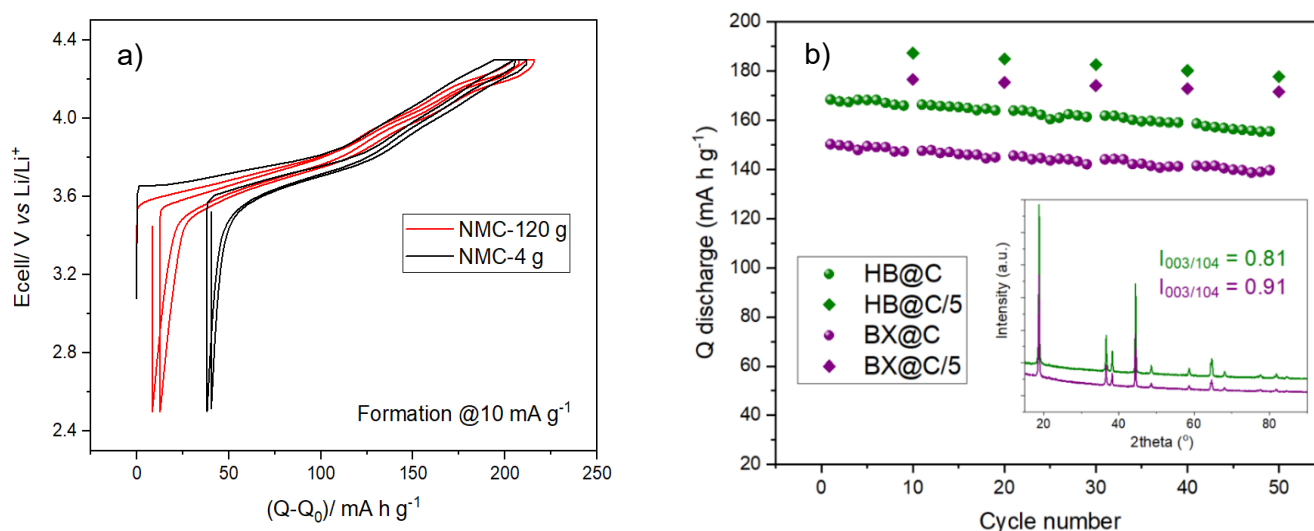 a)
4.4
4.0
3.6
3.2
2.8
2.4
Ecell/ V vs Li/Li+
NMC-120 g
NMC-4 g
Formation @10 mA g-1
0 50 100 150 200 250
(Q-Q0)/ mA h g-1
b)
200
180
160
140
120
100
80
60
40
20
Q discharge (mA h g-1)
HB@C
HB@C/5
BX@C
BX@C/5
I003/104 = 0.81
I003/104 = 0.91
Intensity (a.u.)
20 40 60 80
2theta (o)
0 10 20 30 40 50
Cycle number